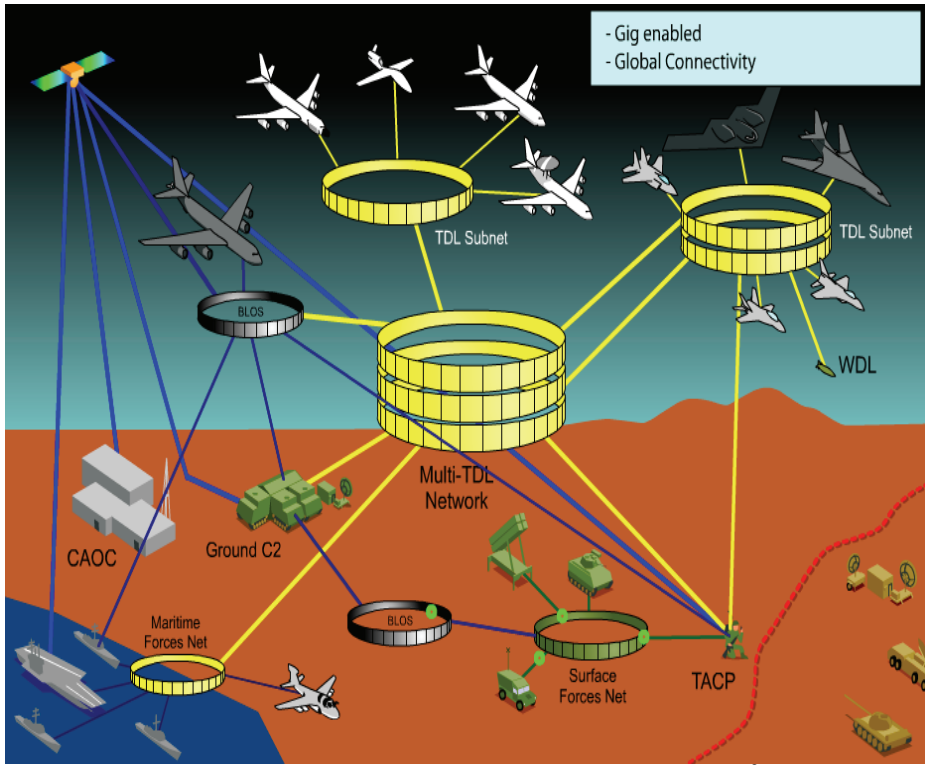 - Gig enabled
- Global Connectivity
TDL Subnet
TDL Subnet
BLOS
WDL
Multi-TDL
Network
CAOC
Ground C2
Maritime
Forces Net
BLOS
Surface
Forces Net
TACP